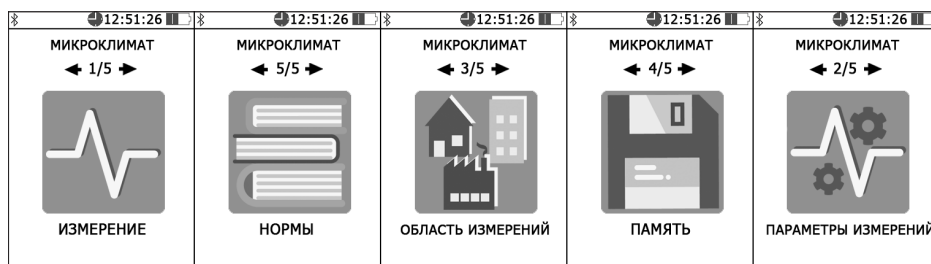 12:51:26
МИКРОКЛИМАТ
1/5
ИЗМЕРЕНИЕ
12:51:26
МИКРОКЛИМАТ
5/5
НОРМЫ
12:51:26
МИКРОКЛИМАТ
3/5
ОБЛАСТЬ ИЗМЕРЕНИЙ
12:51:26
МИКРОКЛИМАТ
4/5
ПАМЯТЬ
12:51:26
МИКРОКЛИМАТ
2/5
ПАРАМЕТРЫ ИЗМЕРЕНИЙ